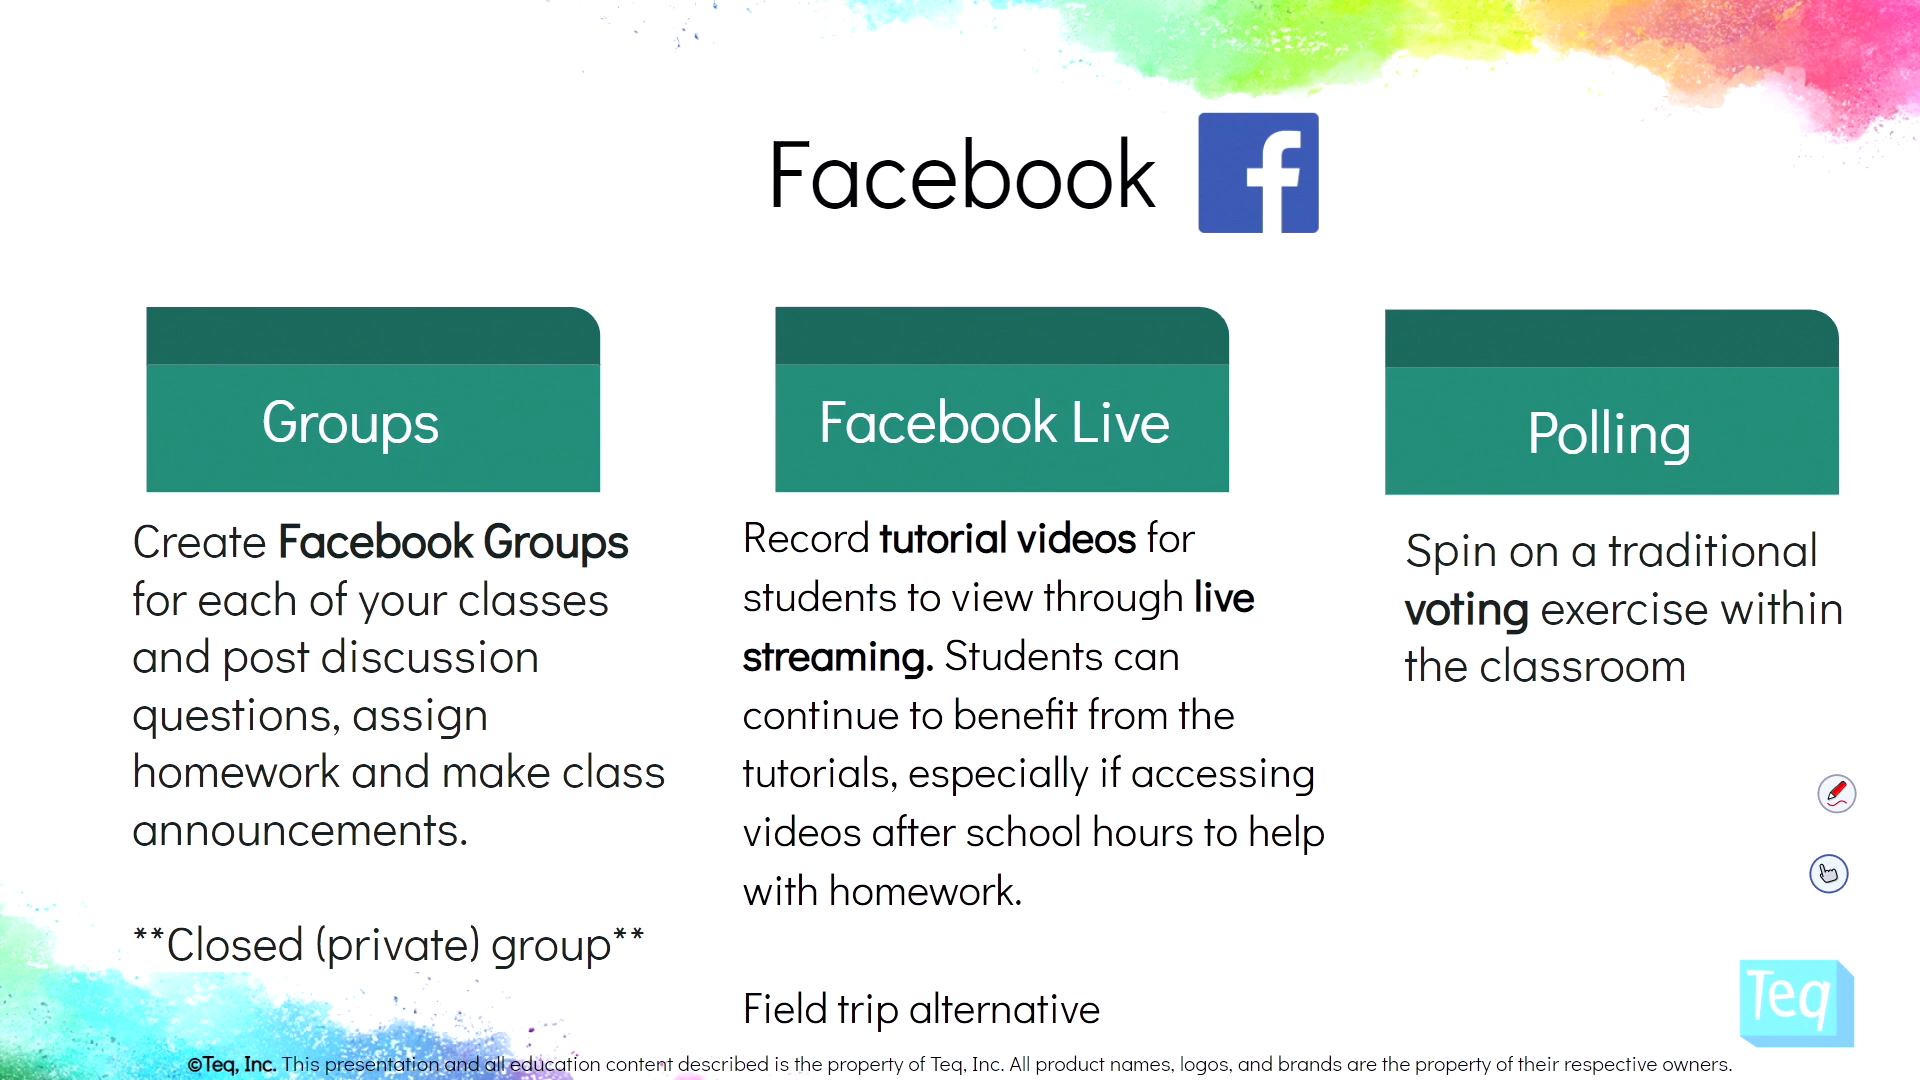 Facebook
Groups
Create Facebook Groups
for each of your classes
and post discussion
questions, assign
homework and make class
announcements.
**Closed (private) group**
Facebook Live
Record tutorial videos for
students to view through live
streaming. Students can
continue to benefit from the
tutorials, especially if accessing
videos after school hours to help
with homework.
Field trip alternative
Polling
Spin on a traditional
voting exercise within
the classroom
Teq
©Teq, Inc. This presentation and all education content described is the property of Teq, Inc. All product names, logos, and brands are the property of their respective owners.